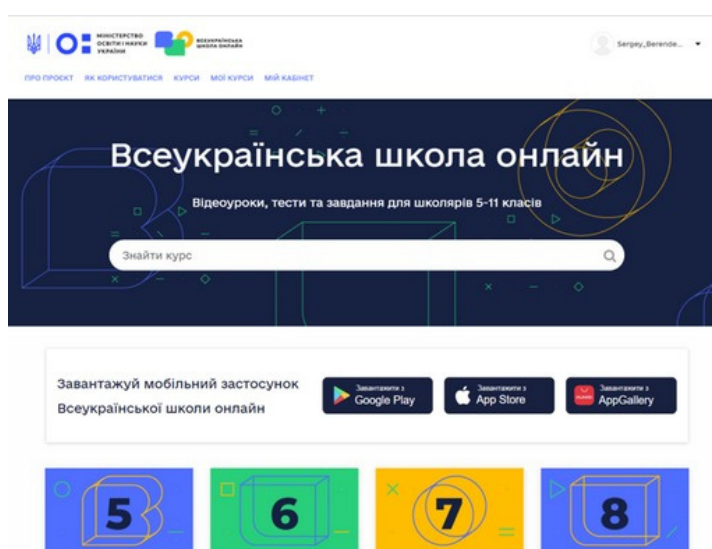 МІНІСТЕРСТВО
ОСВІТИ І НАУКИ
УКРАЇНИ
ВСЕУКРАЇНСЬКА
ШКОЛА ОНЛАЙН
Sergey_Berende...
ПРО ПРОЄКТ ЯК КОРИСТУВАТИСЯ КУРСИ МОЇ КУРСИ МІЙ КАБІНЕТ
Всеукраїнська школа онлайн
Відеоуроки, тести та завдання для школярів 5-11 класів
Знайти курс
Завантажуй мобільний застосунок
Всеукраїнської школи онлайн
Завантажити з
Google Play
Завантажити з
App Store
Завантажити з
AppGallery
5 6 7 8